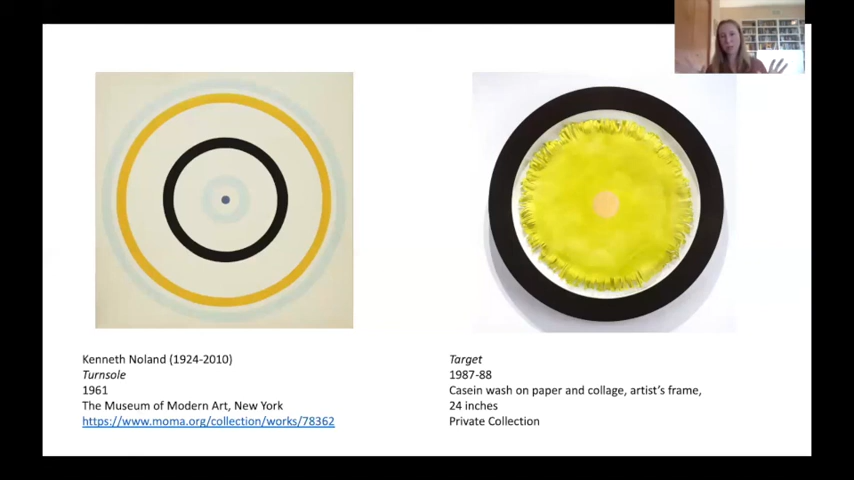 Kenneth Noland (1924-2010)
Turnsole
1961
The Museum of Modern Art, New York
https://www.moma.org/collection/works/78362
Target
1987-88
Casein wash on paper and collage, artist’s frame,
24 inches
Private Collection